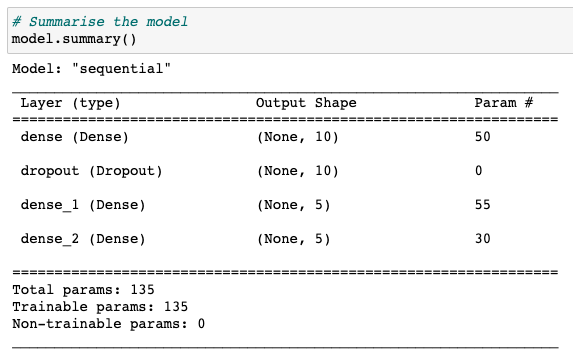 # Summarise the model
model.summary()
Model: "sequential"
Layer (type) Output Shape Param #
dense (Dense) (None, 10) 50
dropout (Dropout) (None, 10) 0
dense_1 (Dense) (None, 5) 55
dense_2 (Dense) (None, 5) 30
Total params: 135
Trainable params: 135
Non-trainable params: 0